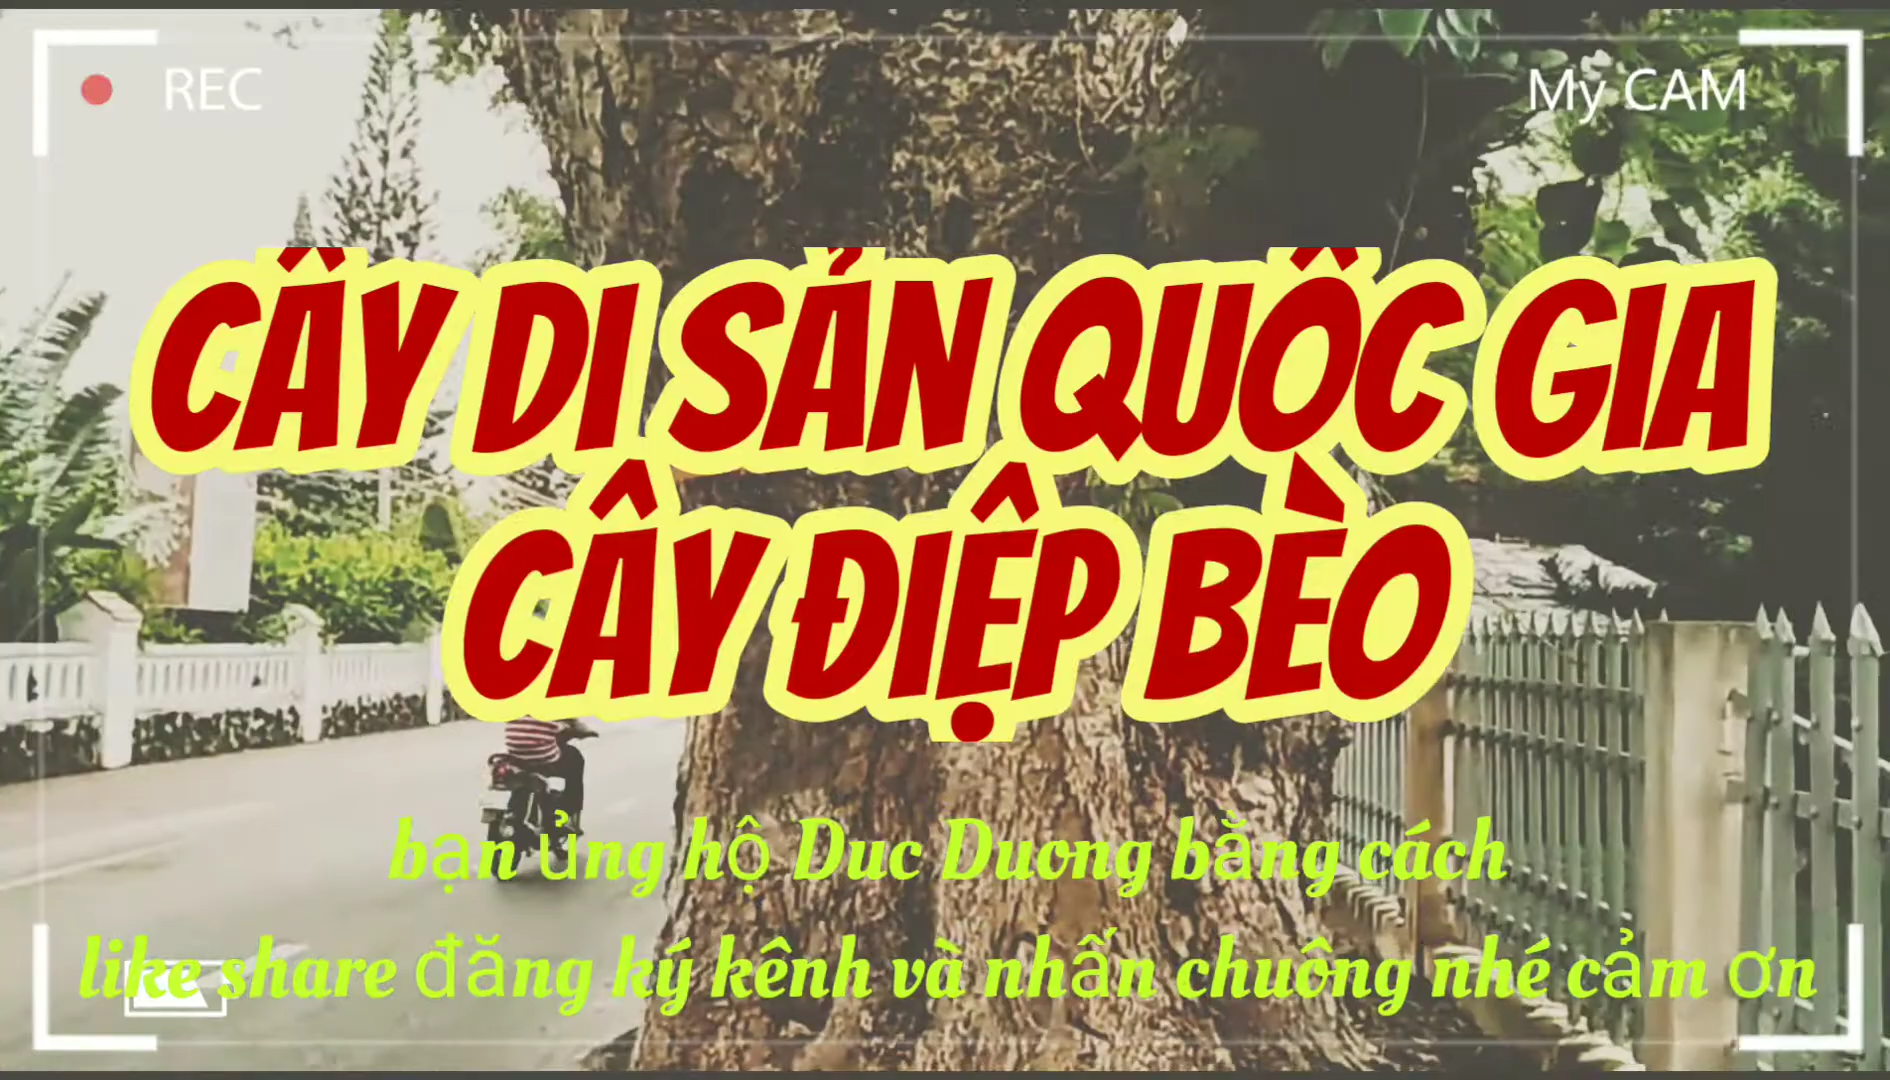 REC
My CAM
CÂY DI SẢN QUỐC GIA
CÂY ĐIỆP BÈO
bạn ủng hộ Duc Duong bằng cách
like share đăng ký kênh và nhấn chuông nhé cảm ơn